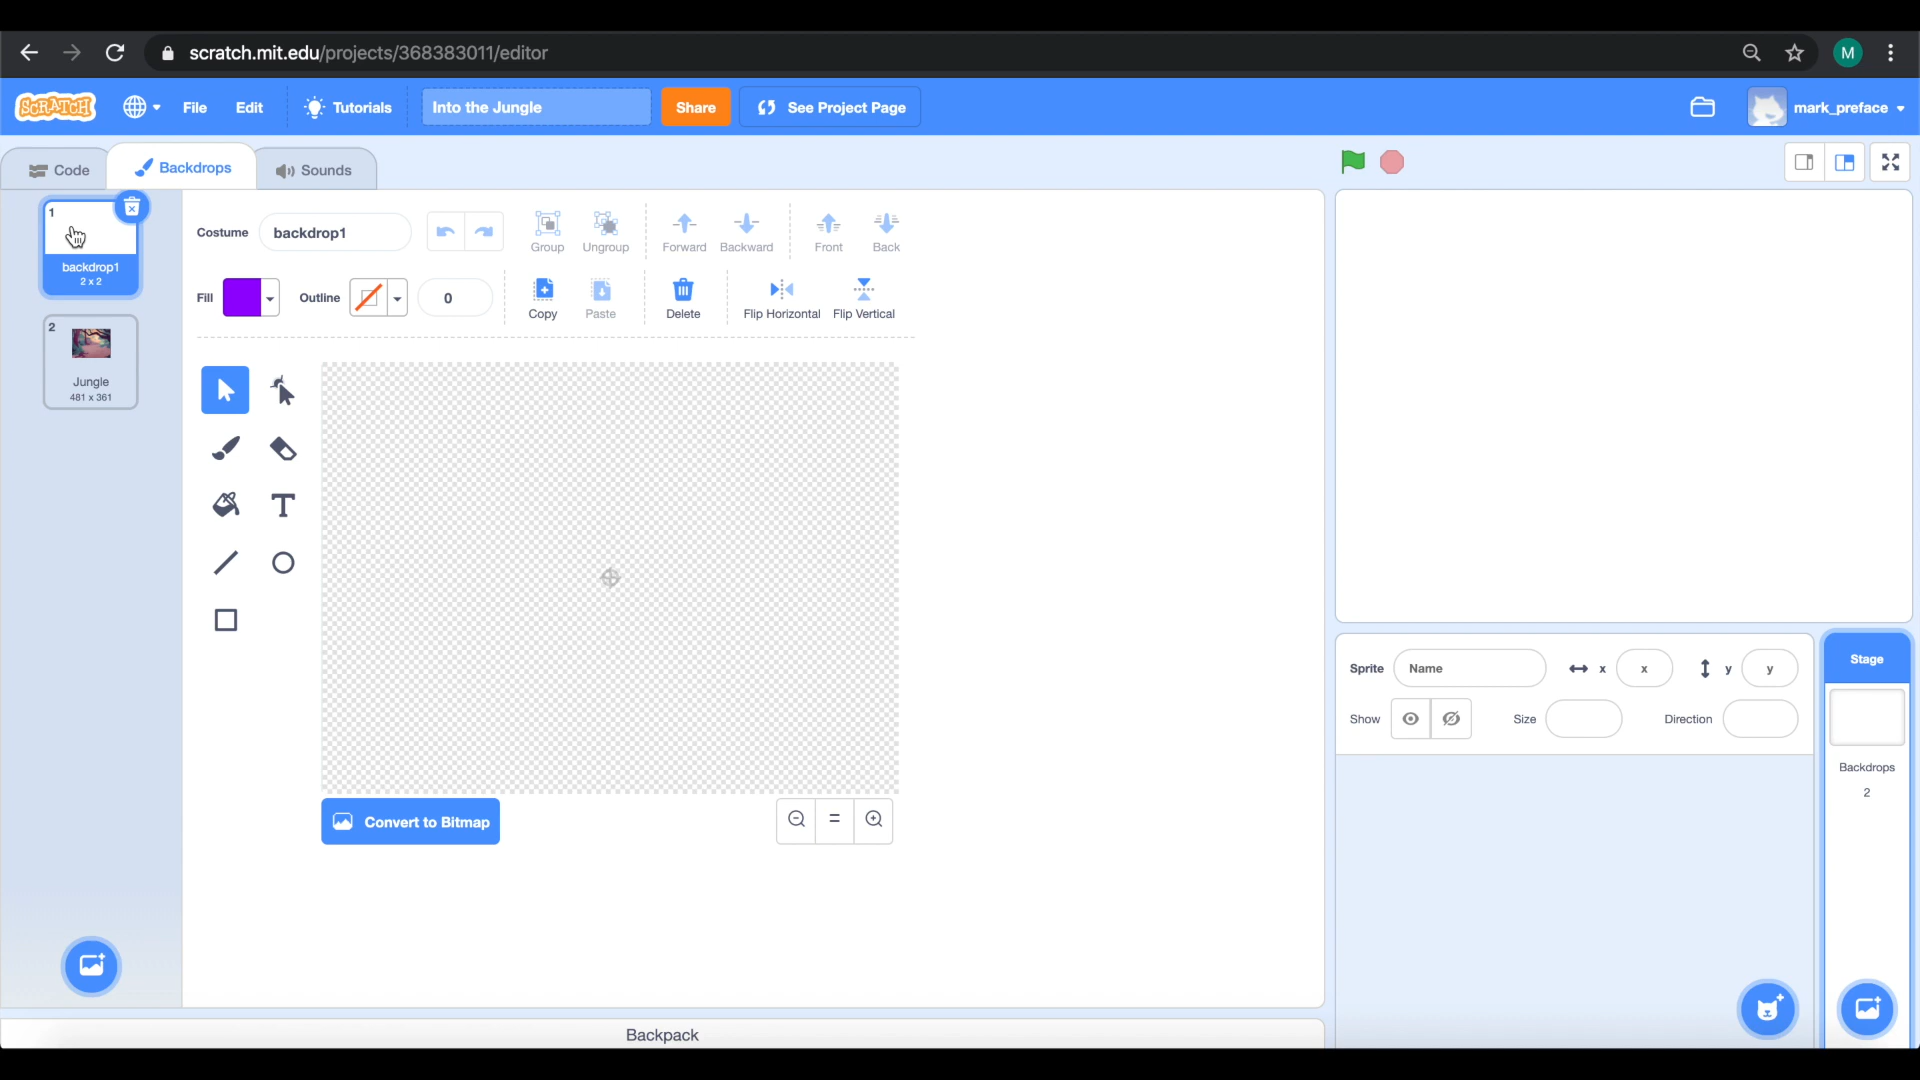 scratch.mit.edu/projects/368383011/editor
M
SCRATCH
File
Edit
Tutorials
Into the Jungle
Share
See Project Page
mark_preface
Code
Backdrops
Sounds
1
backdrop1
2 x 2
2
Jungle
481 x 361
Costume
backdrop1
Group
Ungroup
Forward
Backward
Front
Back
Fill
Outline
0
Copy
Paste
Delete
Flip Horizontal
Flip Vertical
Convert to Bitmap
Sprite
Name
x
x
y
y
Show
Size
Direction
Stage
Backdrops
2
Backpack